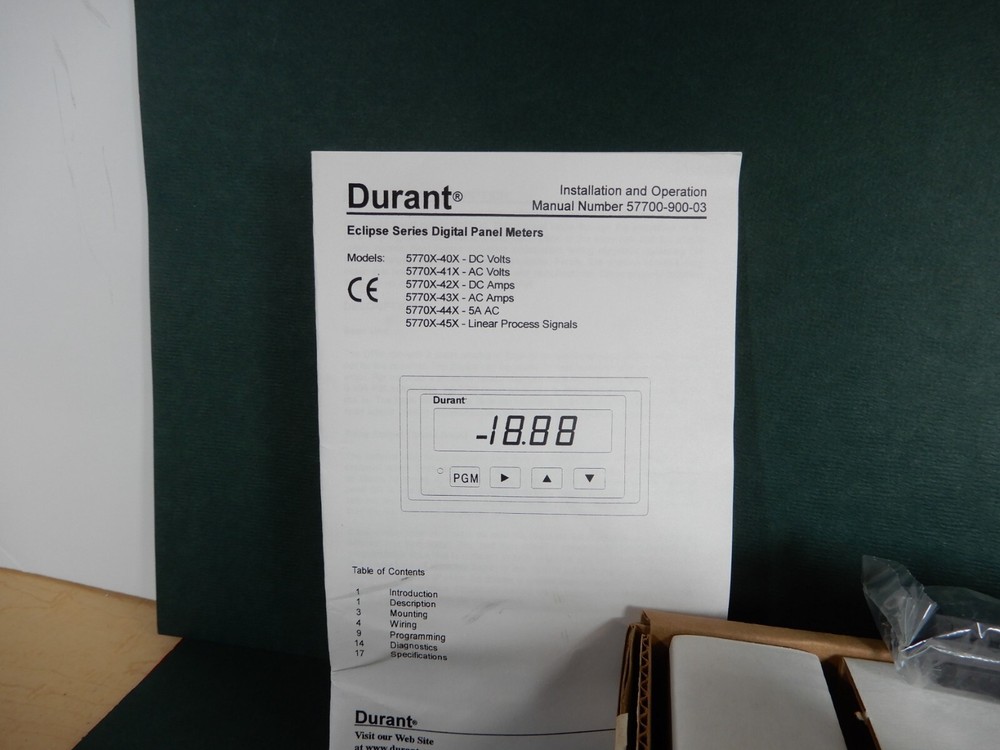 Durant®
Installation and Operation
Manual Number 57700-900-03
Eclipse Series Digital Panel Meters
Models: 5770X-40X - DC Volts
5770X-41X - AC Volts
5770X-42X - DC Amps
5770X-43X - AC Amps
5770X-44X - 5A AC
5770X-45X - Linear Process Signals
CE
Durant
-18.88
PGM
Table of Contents
1 Introduction
1 Description
3 Mounting
4 Wiring
9 Programming
14 Diagnostics
17 Specifications
Durant®
Visit our Web Site
at